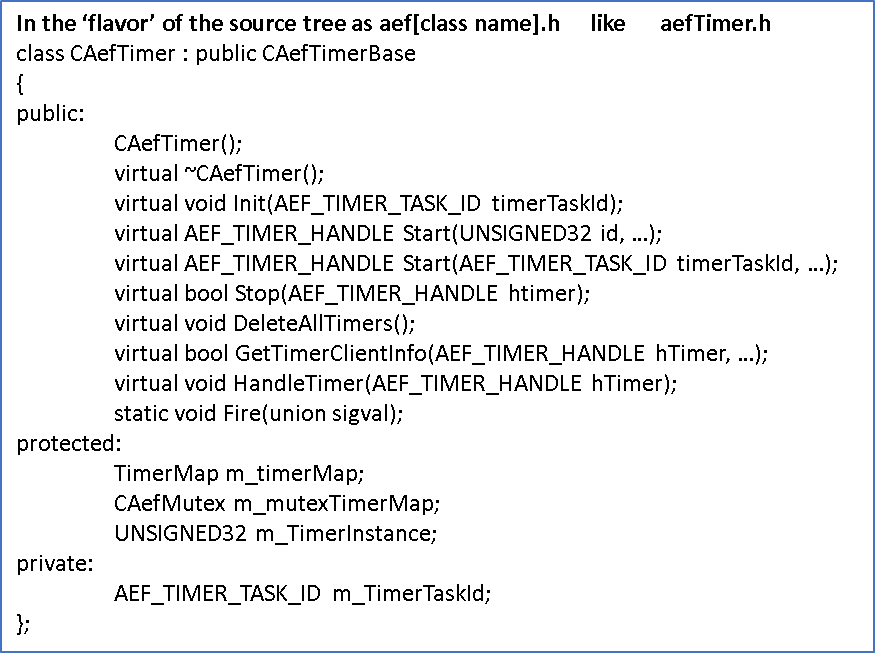 In the ‘flavor’ of the source tree as aef[class name].h like aefTimer.h
class CAefTimer : public CAefTimerBase
{
public:
CAefTimer();
virtual ~CAefTimer();
virtual void Init(AEF_TIMER_TASK_ID timerTaskId);
virtual AEF_TIMER_HANDLE Start(UNSIGNED32 id, ...);
virtual AEF_TIMER_HANDLE Start(AEF_TIMER_TASK_ID timerTaskId, ...);
virtual bool Stop(AEF_TIMER_HANDLE htimer);
virtual void DeleteAllTimers();
virtual bool GetTimerClientInfo(AEF_TIMER_HANDLE hTimer, ...);
virtual void HandleTimer(AEF_TIMER_HANDLE hTimer);
static void Fire(union sigval);
protected:
TimerMap m_timerMap;
CAefMutex m_mutexTimerMap;
UNSIGNED32 m_TimerInstance;
private:
AEF_TIMER_TASK_ID m_TimerTaskId;
};